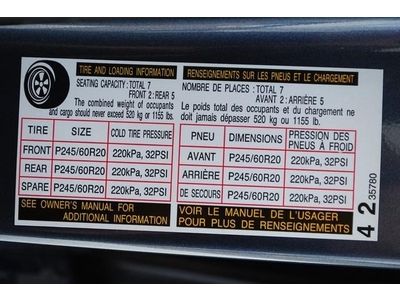 TIRE AND LOADING INFORMATION
SEATING CAPACITY: TOTAL 7
FRONT 2: REAR 5
The combined weight of occupants
and cargo should never exceed 520 kg or 1155 lbs.
TIRE SIZE COLD TIRE PRESSURE
FRONT P245/60R20 220kPa, 32PSI
REAR P245/60R20 220kPa, 32PSI
SPARE P245/60R20 220kPa, 32PSI
SEE OWNER'S MANUAL FOR
ADDITIONAL INFORMATION
RENSEIGNEMENTS SUR LES PNEUS ET LE CHARGEMENT
NOMBRE DE PLACES: TOTAL 7
AVANT 2: ARRIÈRE 5
Le poids total des occupants et du chargement ne
doit jamais dépasser 520 kg ou 1155 lb.
PNEU DIMENSIONS PRESSION DES
PNEUS À FROID
AVANT P245/60R20 220kPa, 32PSI
ARRIÈRE P245/60R20 220kPa, 32PSI
DE SECOURS P245/60R20 220kPa, 32PSI
VOIR LE MANUEL DE L'USAGER
POUR PLUS DE RENSEIGNEMENTS
42 35780